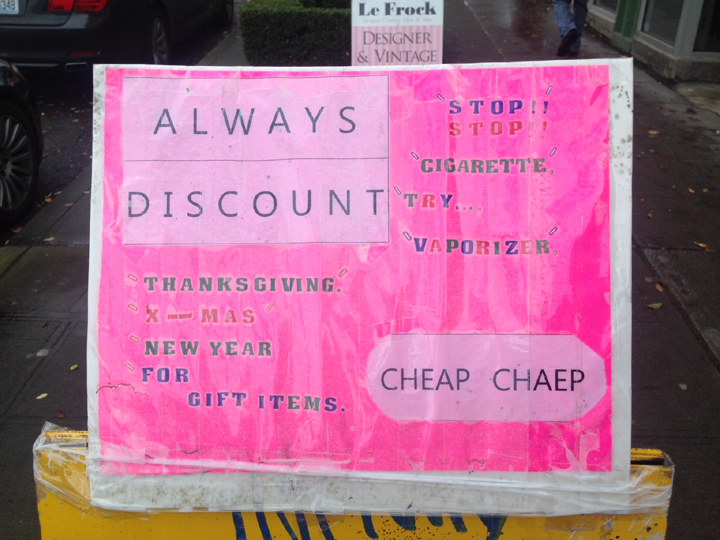 Le Frock
DESIGNER
& VINTAGE
ALWAYS
DISCOUNT
"STOP!!
STOP!!
"CIGARETTE"
"TRY...
"VAPORIZER"
"THANKSGIVING."
"X-MAS"
"NEW YEAR
"FOR
GIFT ITEMS.
CHEAP CHAEP